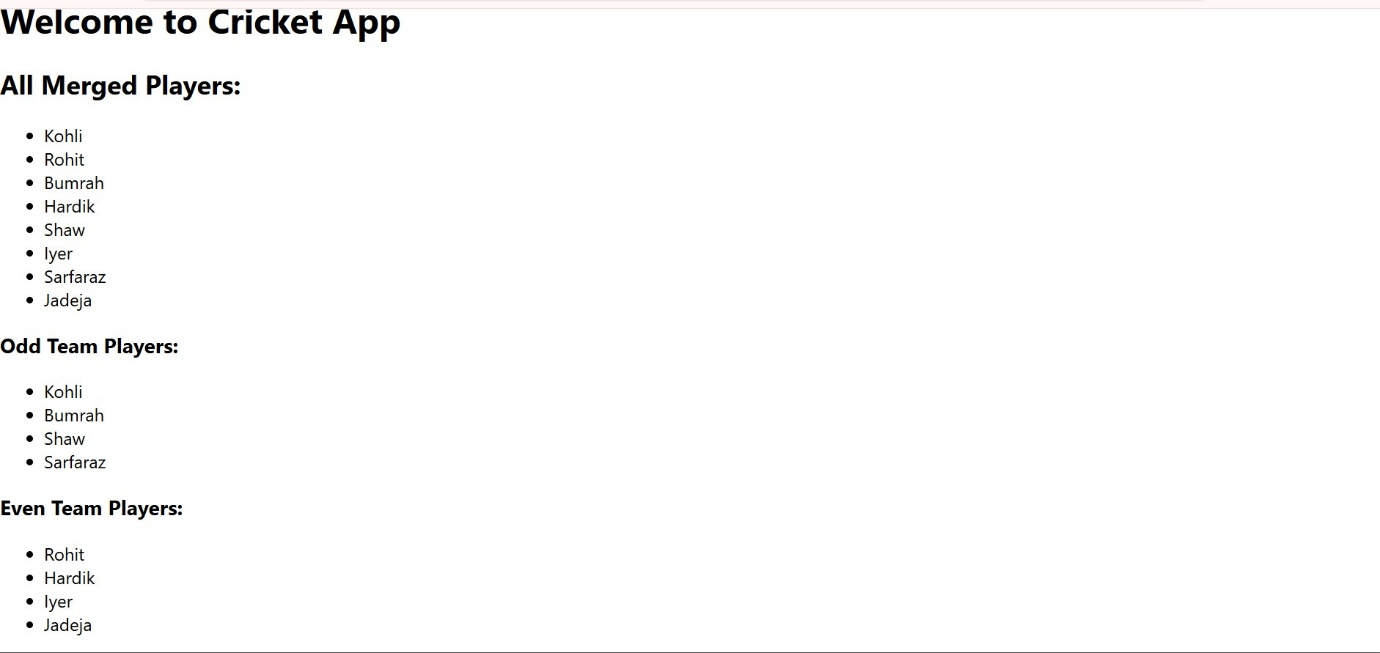 Welcome to Cricket App
All Merged Players:
• Kohli
• Rohit
• Bumrah
• Hardik
• Shaw
• Iyer
• Sarfaraz
• Jadeja
Odd Team Players:
• Kohli
• Bumrah
• Shaw
• Sarfaraz
Even Team Players:
• Rohit
• Hardik
• Iyer
• Jadeja